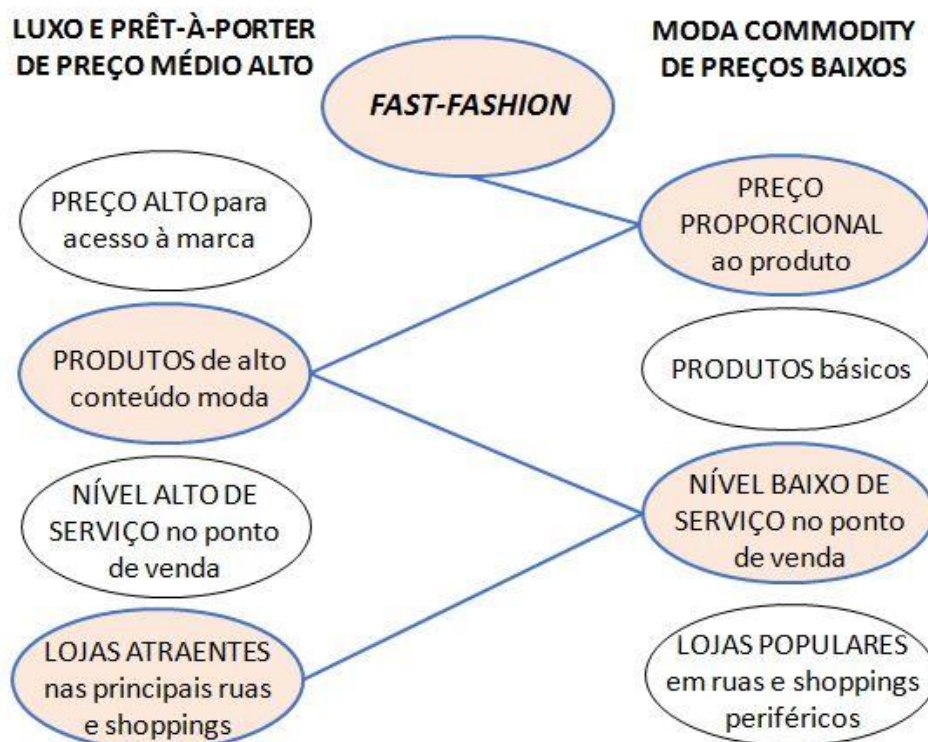 LUXO E PRÊT-À-PORTER
DE PREÇO MÉDIO ALTO
FAST-FASHION
MODA COMMODITY
DE PREÇOS BAIXOS
PREÇO ALTO para
acesso à marca
PREÇO
PROPORCIONAL
ao produto
PRODUTOS de alto
conteúdo moda
PRODUTOS básicos
NÍVEL ALTO DE
SERVIÇO no ponto
de venda
NÍVEL BAIXO DE
SERVIÇO no ponto
de venda
LOJAS ATRAENTES
nas principais ruas
e shoppings
LOJAS POPULARES
em ruas e shoppings
periféricos